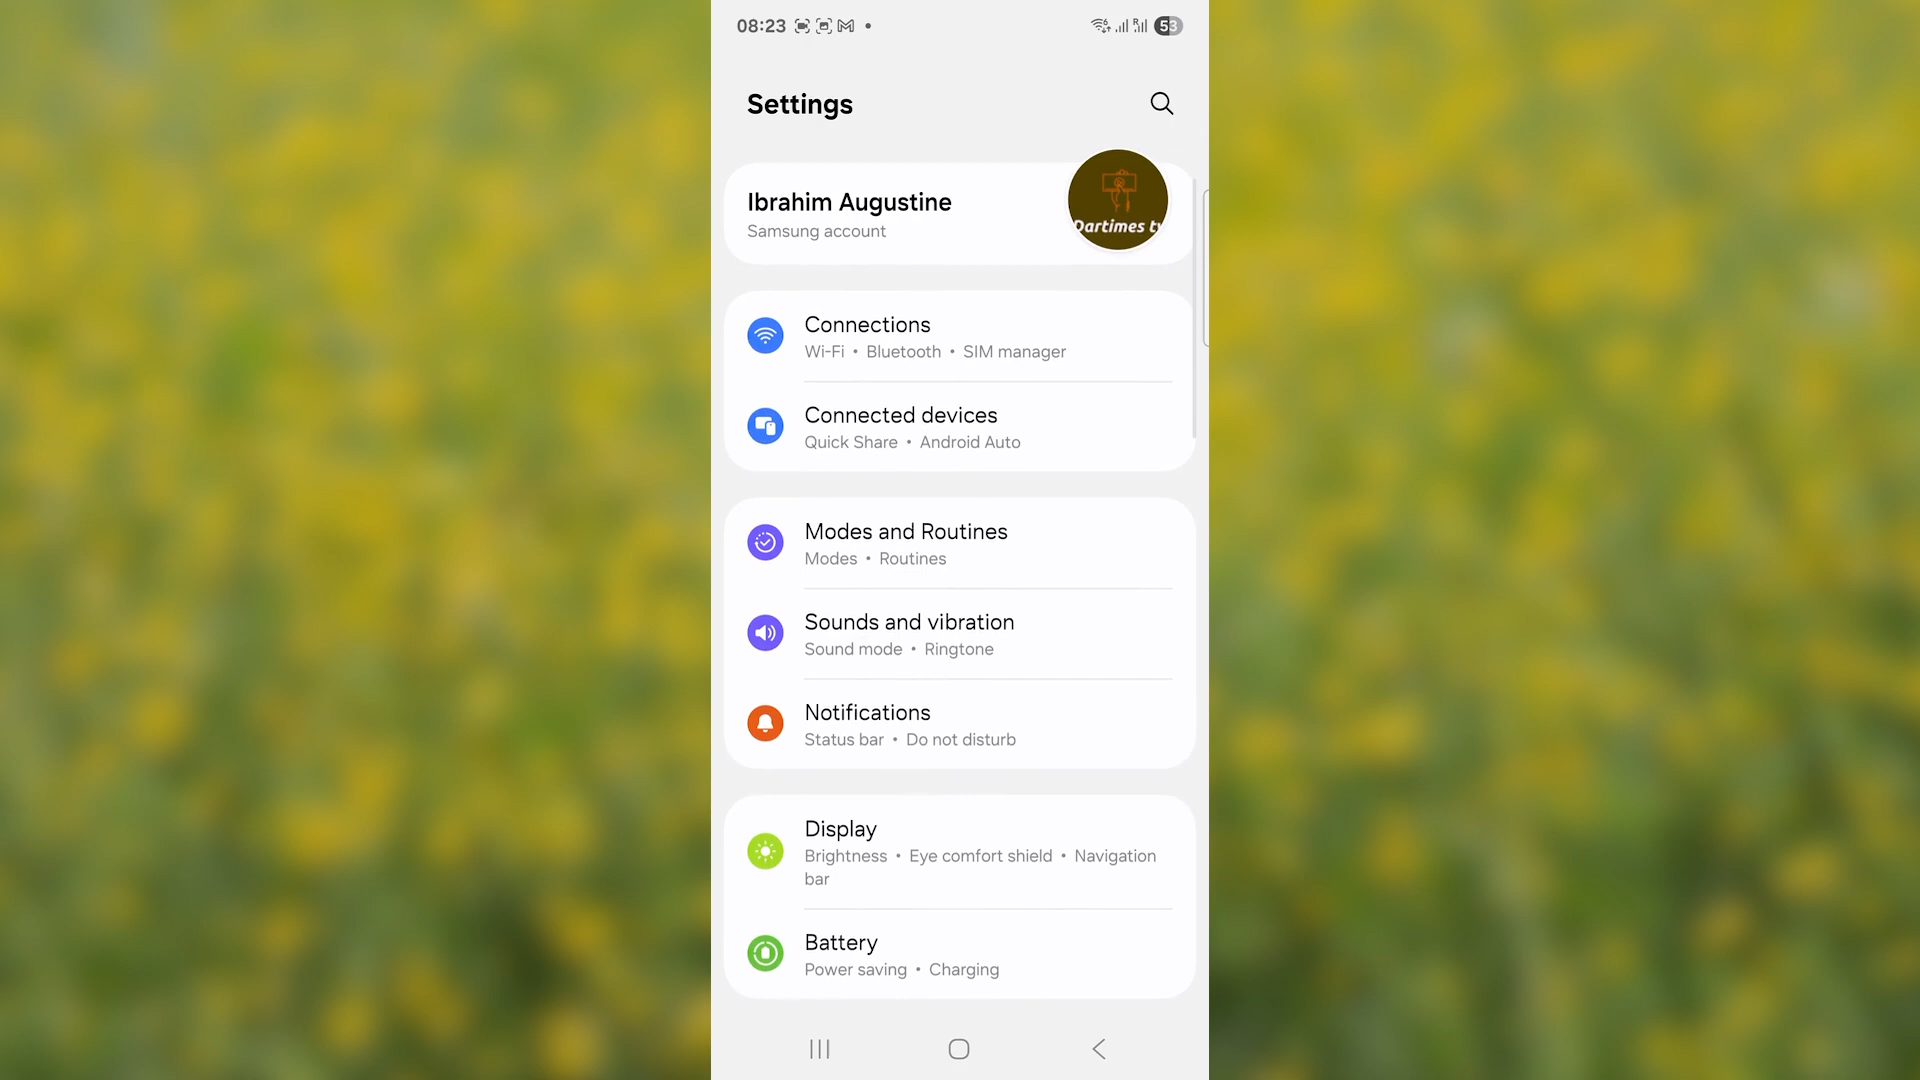 08:23
53
Settings
Ibrahim Augustine
Samsung account
Dartimes tv
Connections
Wi-Fi • Bluetooth • SIM manager
Connected devices
Quick Share • Android Auto
Modes and Routines
Modes • Routines
Sounds and vibration
Sound mode • Ringtone
Notifications
Status bar • Do not disturb
Display
Brightness • Eye comfort shield • Navigation
bar
Battery
Power saving • Charging